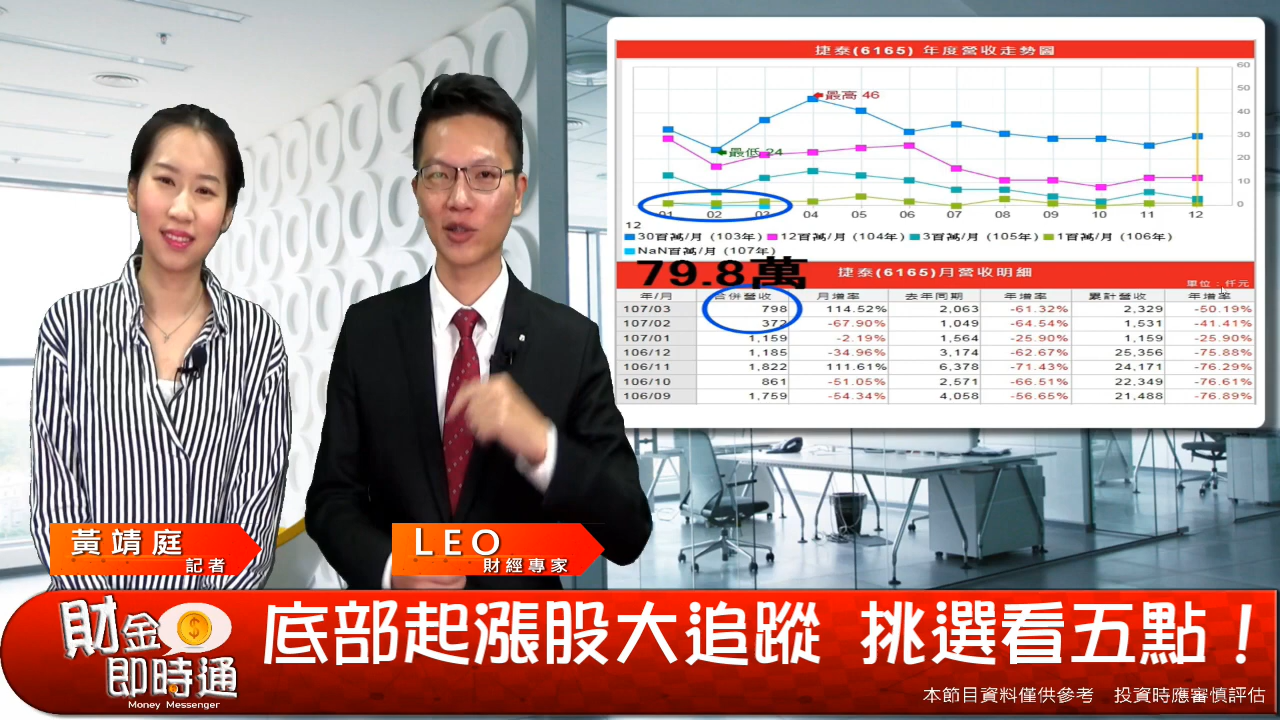 捷泰(6165) 年度營收走勢圖
60
50
40
30
20
10
0
最高 46
最低 24
01 02 03 04 05 06 07 08 09 10 11 12
12
30百萬/月 (103年) 12百萬/月 (104年) 3百萬/月 (105年) 1百萬/月 (106年)
NaN百萬/月 (107年)
79.8萬
捷泰(6165)月營收明細
單位：仟元
年/月 合併營收 月增率 去年同期 年增率 累計營收 年增率
107/03 798 114.52% 2,063 -61.32% 2,329 -50.19%
107/02 372 -67.90% 1,049 -64.54% 1,531 -41.41%
107/01 1,159 -2.19% 1,564 -25.90% 1,159 -25.90%
106/12 1,185 -34.96% 3,174 -62.67% 25,356 -75.88%
106/11 1,822 111.61% 6,378 -71.43% 24,171 -76.29%
106/10 861 -51.05% 2,571 -66.51% 22,349 -76.61%
106/09 1,759 -54.34% 4,058 -56.65% 21,488 -76.89%
黃靖庭
記者
LEO
財經專家
財金即時通
Money Messenger
底部起漲股大追蹤 挑選看五點！
本節目資料僅供參考 投資時應審慎評估